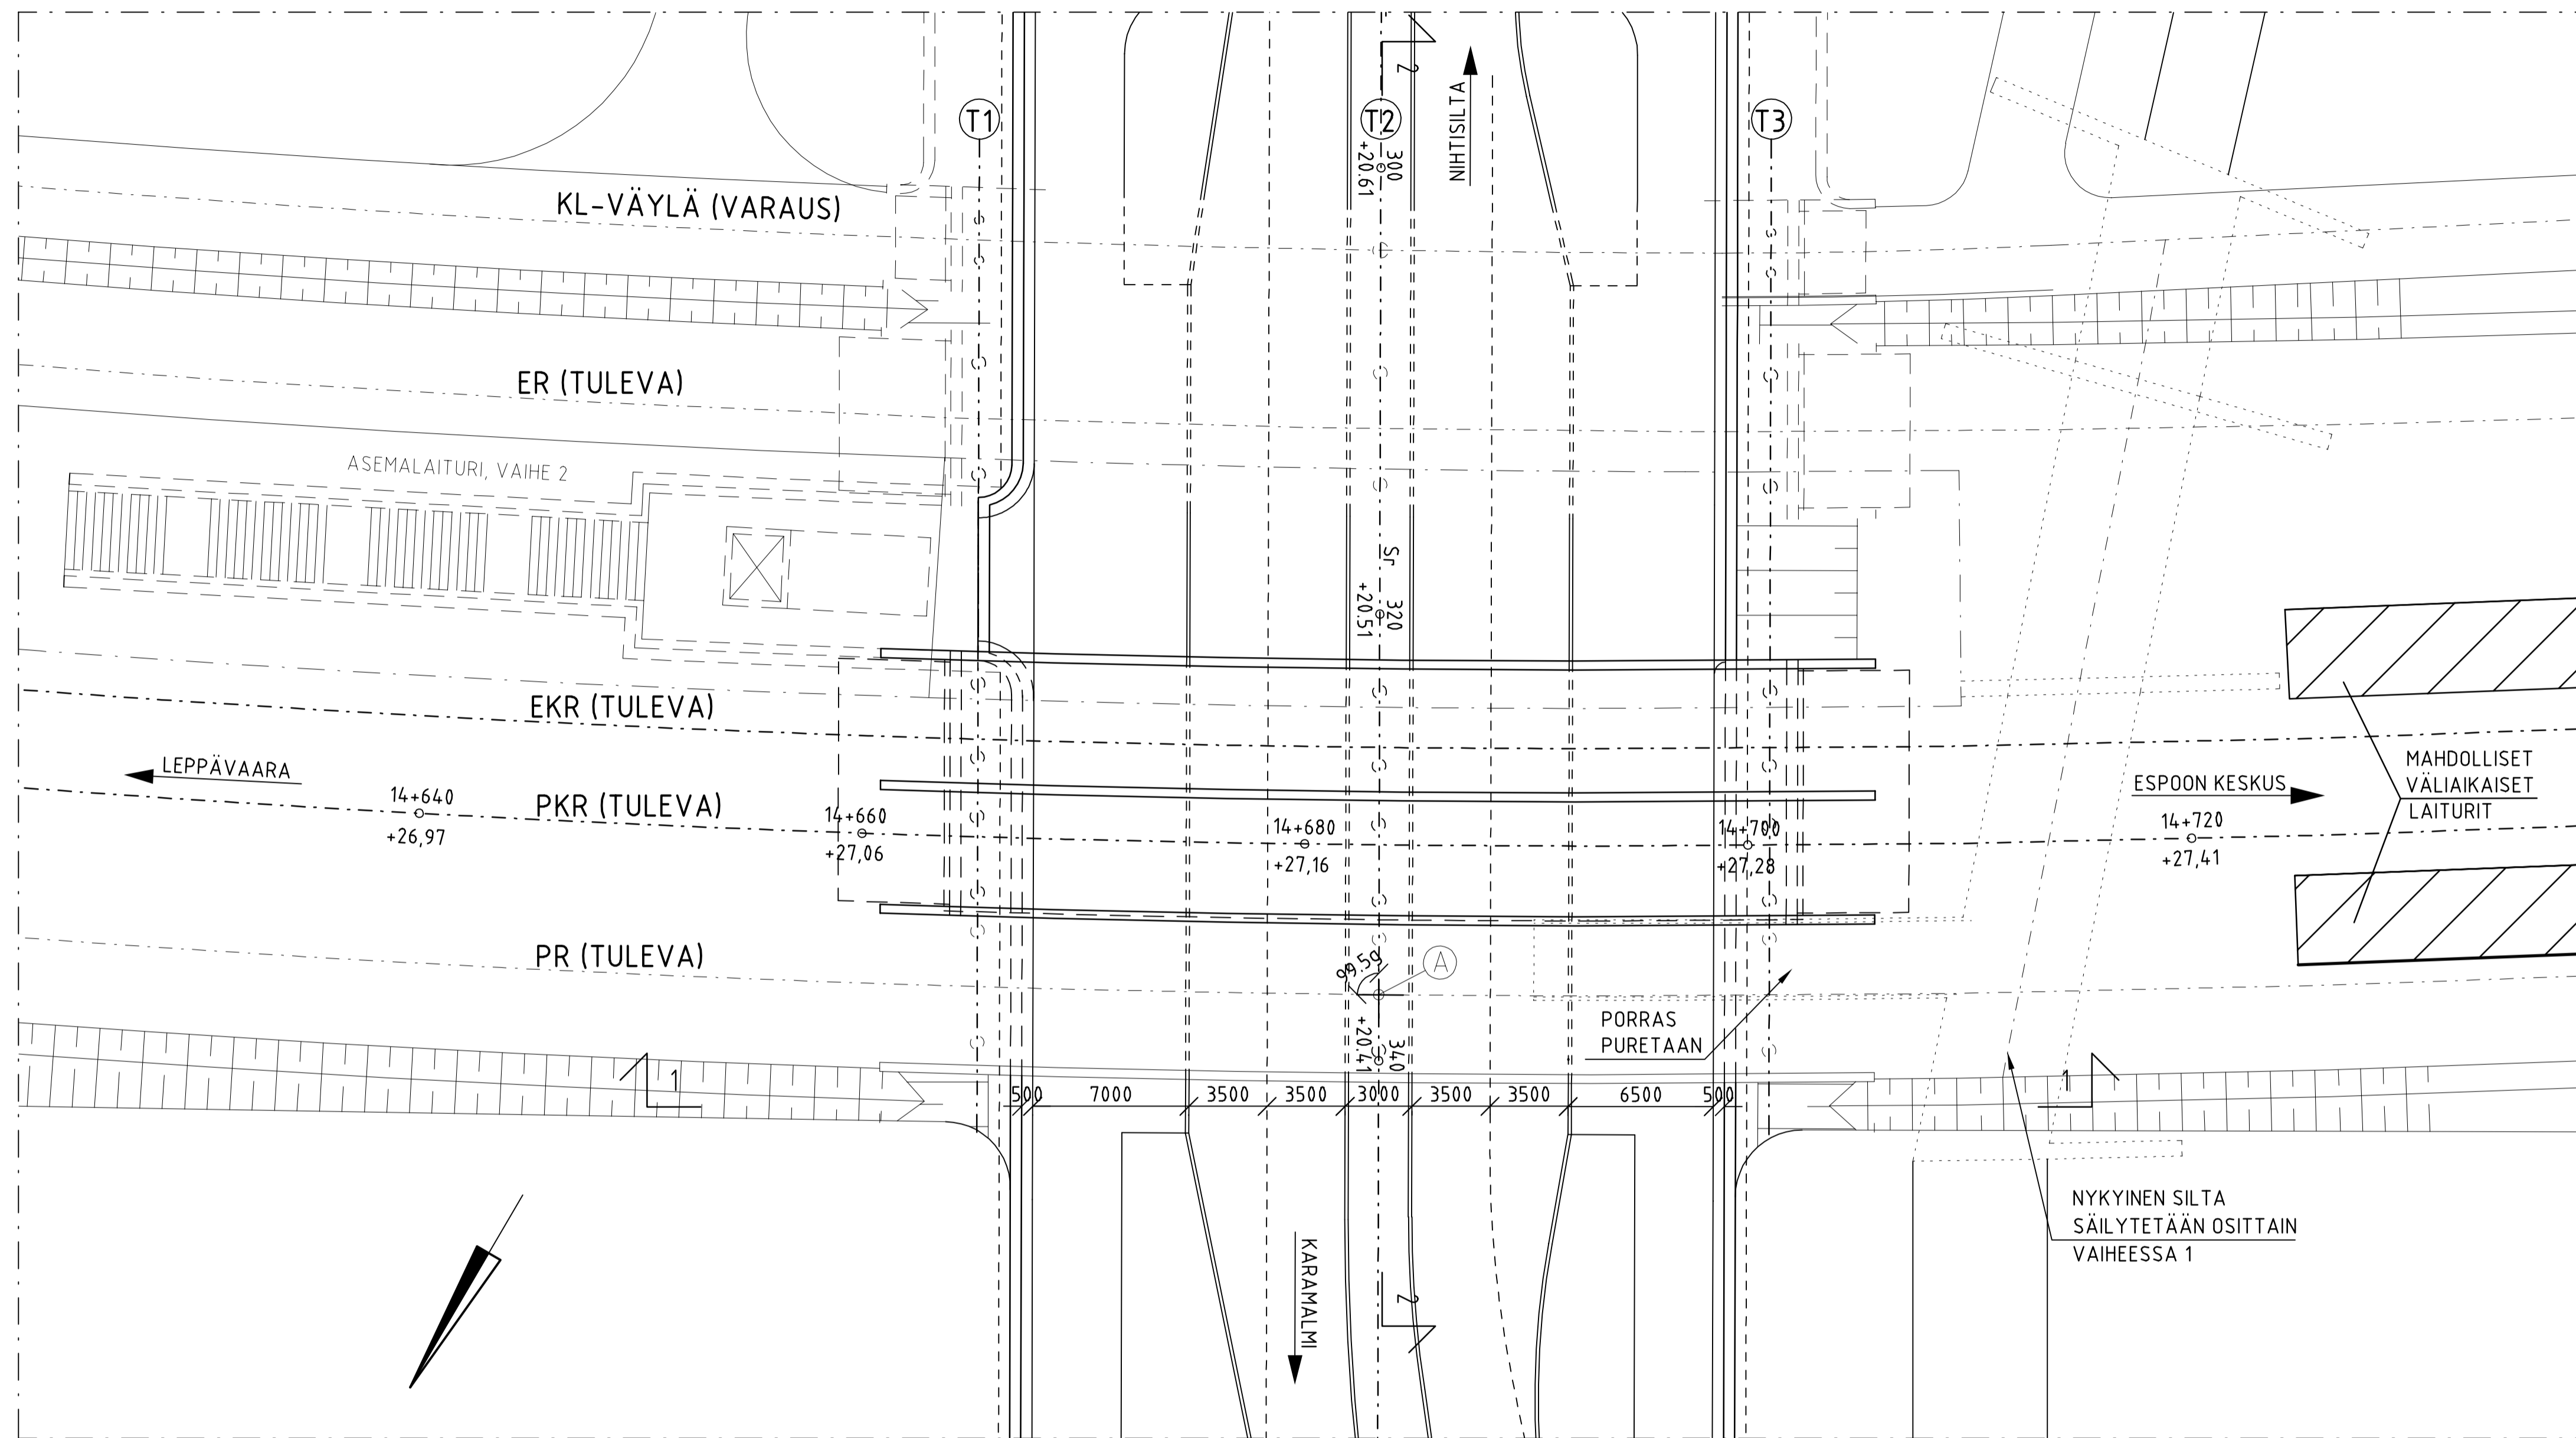 T1
T2
T3
300
+20.61
2
NIHTISILTA
KL-VÄYLÄ (VARAUS)
ER (TULEVA)
ASEMALAITURI, VAIHE 2
Sr
320
+20.51
EKR (TULEVA)
LEPPÄVAARA
PKR (TULEVA)
14+640
+26,97
14+660
+27,06
14+680
+27,16
14+700
+27,28
14+720
+27,41
ESPOON KESKUS
MAHDOLLISET
VÄLIAIKAISET
LAITURIT
PR (TULEVA)
99.5g
A
PORRAS
PURETAAN
340
+20.41
1
1
500
7000
3500
3500
3000
3500
3500
6500
500
NYKYINEN SILTA
SÄILYTETÄÄN OSITTAIN
VAIHEESSA 1
KARAMALMI
2